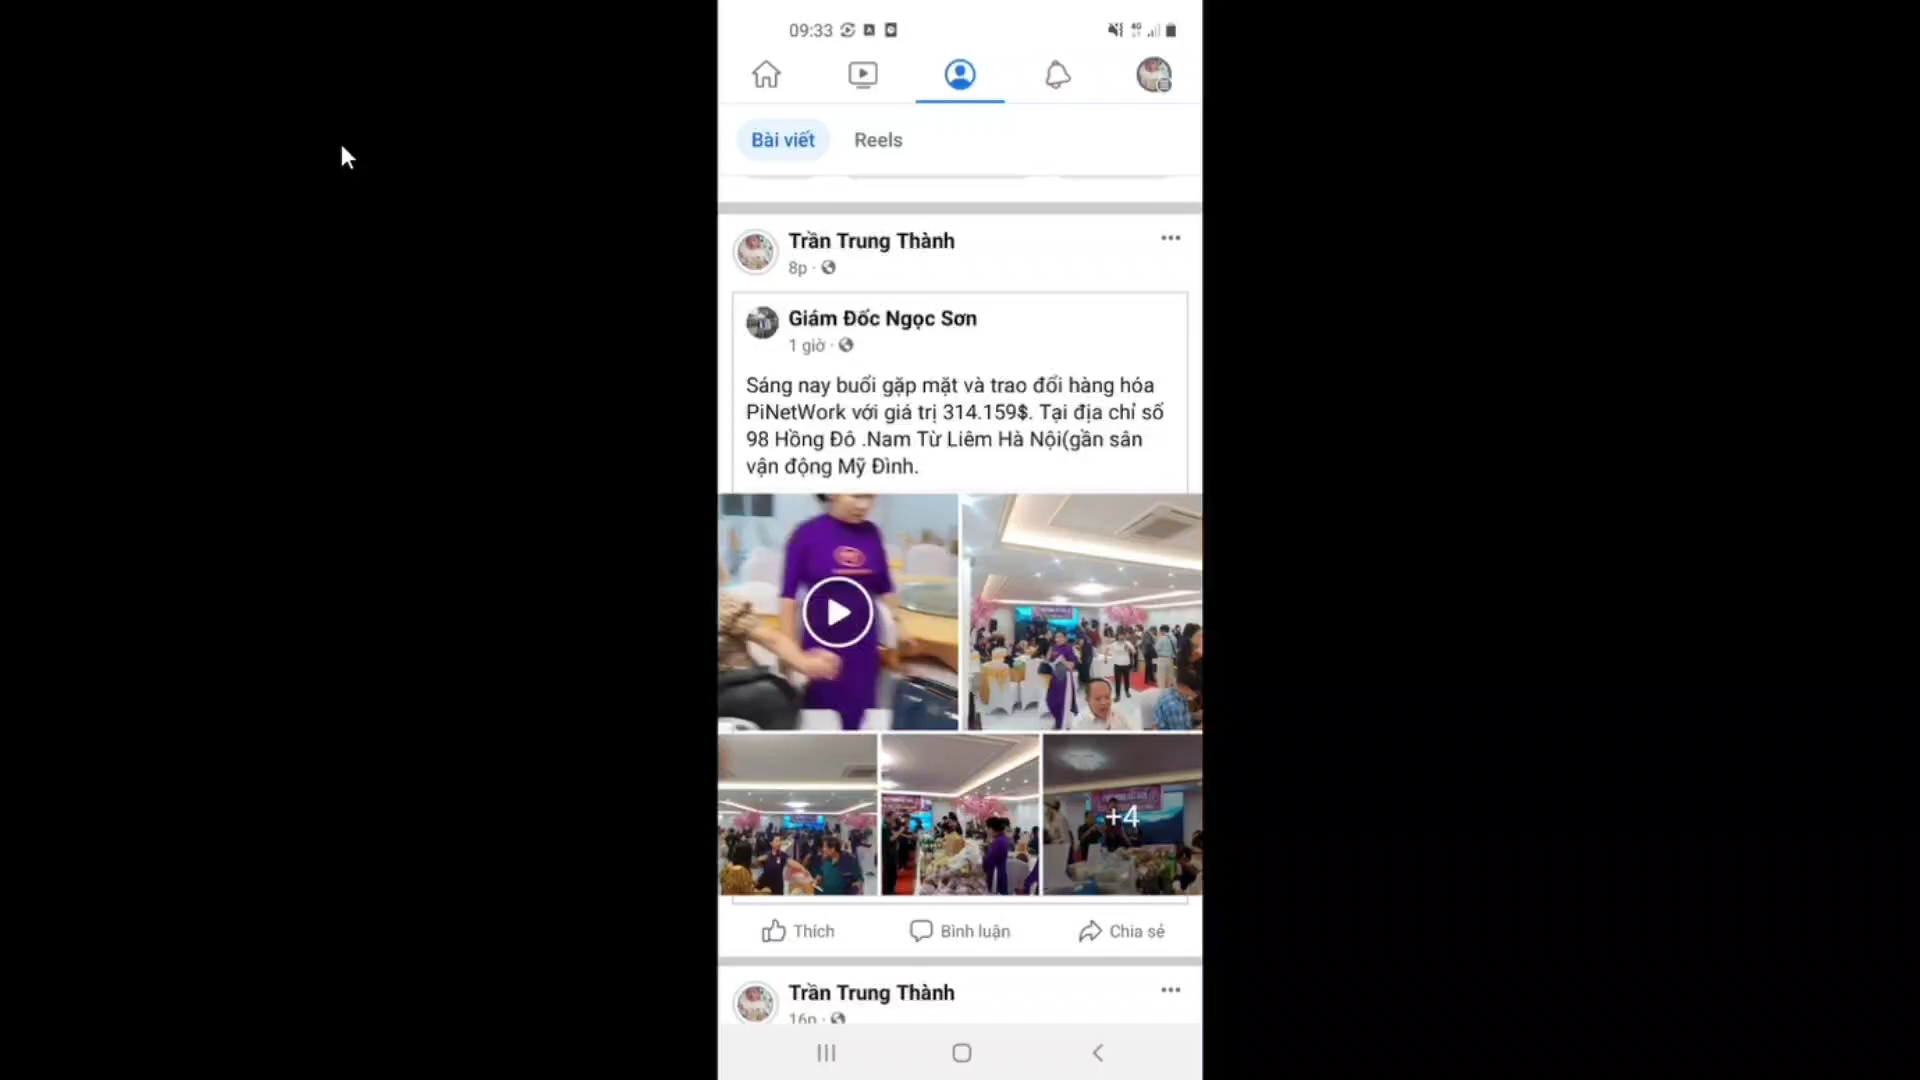 09:33
4G
Bài viết
Reels
Trần Trung Thành
8p
Giám Đốc Ngọc Sơn
1 giờ
Sáng nay buổi gặp mặt và trao đổi hàng hóa
PiNetWork với giá trị 314.159$. Tại địa chỉ số
98 Hồng Đô .Nam Từ Liêm Hà Nội(gần sân
vận động Mỹ Đình.
+4
Thích
Bình luận
Chia sẻ
Trần Trung Thành
16p